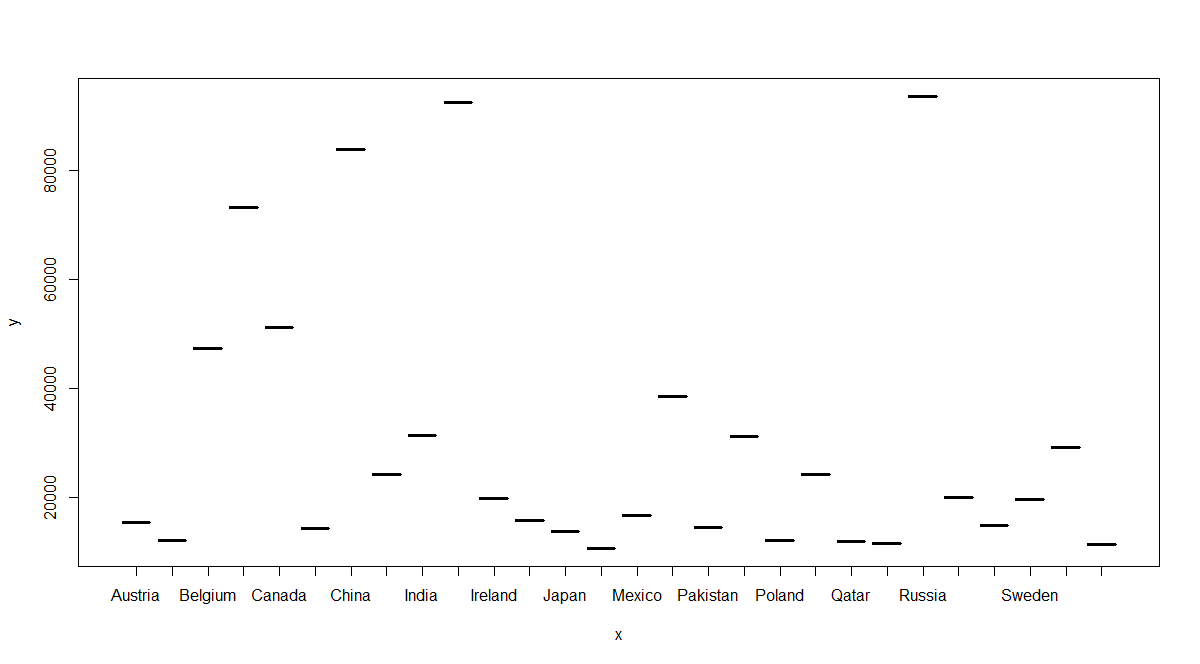 80000
60000
40000
20000
y
Austria Belgium Canada China India Ireland Japan Mexico Pakistan Poland Qatar Russia Sweden
x